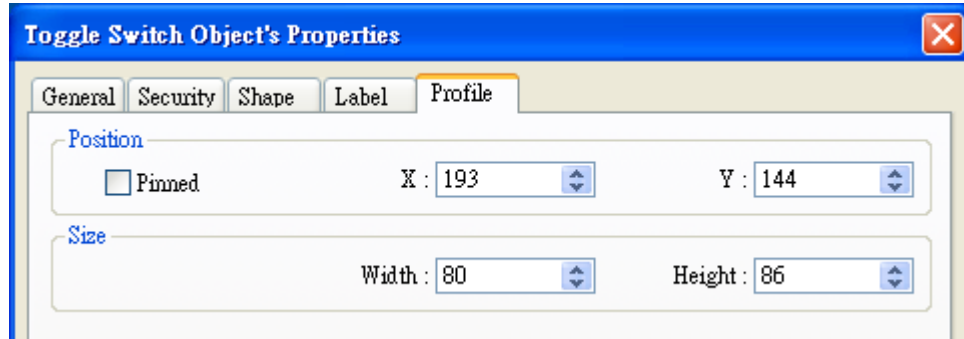 Toggle Switch Object's Properties
General Security Shape Label Profile
Position
Pinned X : 193 Y : 144
Size
Width : 80 Height : 86